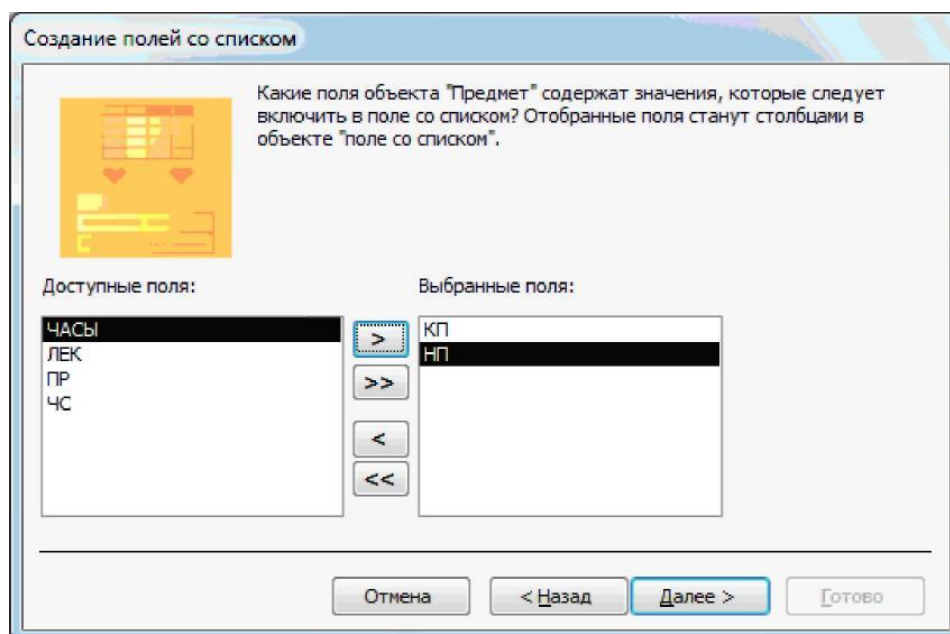 Создание полей со списком
Какие поля объекта "Предмет" содержат значения, которые следует
включить в поле со списком? Отобранные поля станут столбцами в
объекте "поле со списком".
Доступные поля:
Выбранные поля:
ЧАСЫ
ЛЕК
ПР
ЧС
>
>>
<
<<
КП
НП
Отмена
< Назад
Далее >
Готово